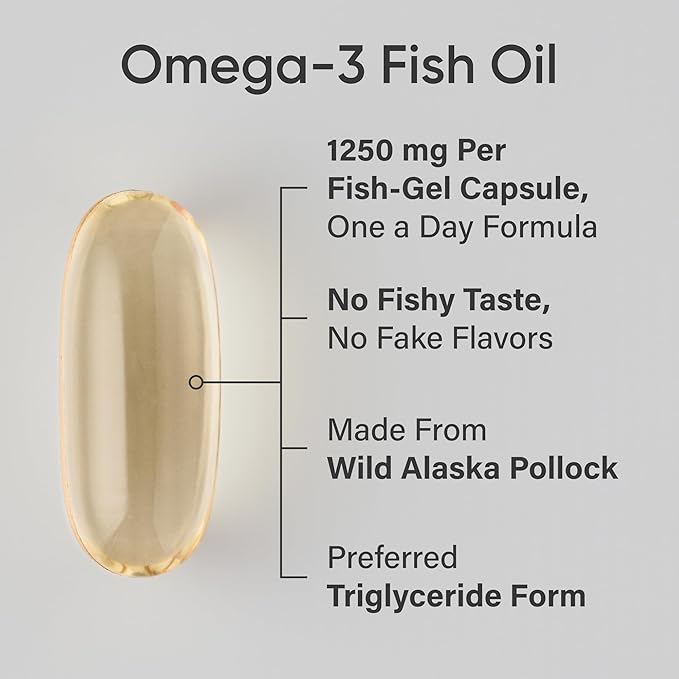 Omega-3 Fish Oil
1250 mg Per
Fish-Gel Capsule,
One a Day Formula
No Fishy Taste,
No Fake Flavors
Made From
Wild Alaska Pollock
Preferred
Triglyceride Form